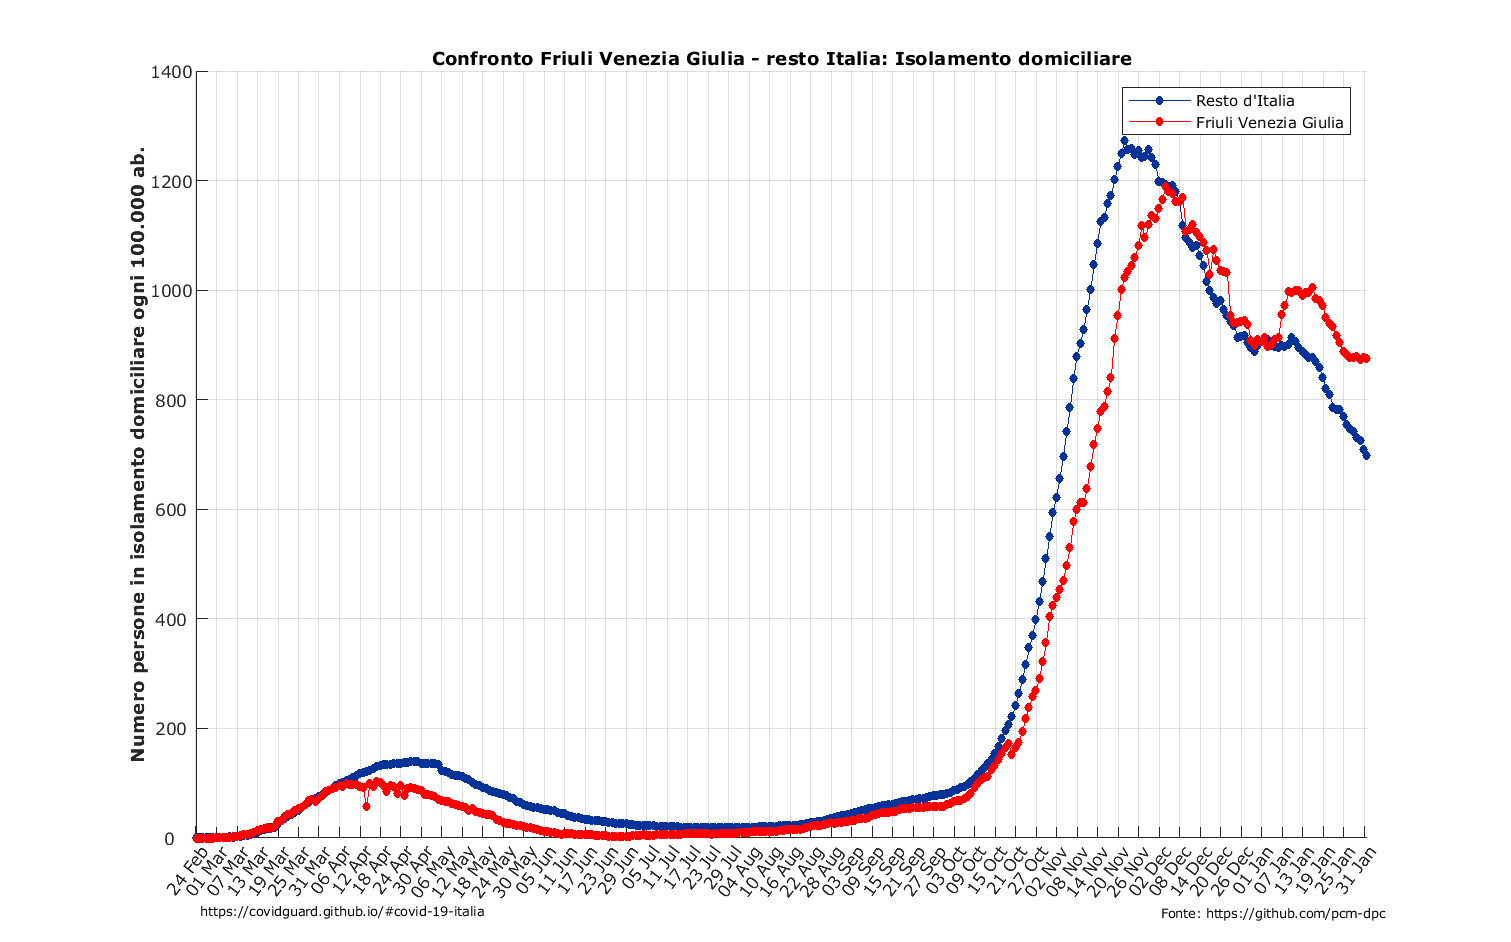 Confronto Friuli Venezia Giulia - resto Italia: Isolamento domiciliare
Resto d'Italia
Friuli Venezia Giulia
Numero persone in isolamento domiciliare ogni 100.000 ab.
1400
1200
1000
800
600
400
200
0
24 Feb
01 Mar
07 Mar
13 Mar
19 Mar
25 Mar
31 Mar
06 Apr
12 Apr
18 Apr
24 Apr
30 Apr
06 May
12 May
18 May
24 May
30 May
05 Jun
11 Jun
17 Jun
23 Jun
29 Jun
05 Jul
11 Jul
17 Jul
23 Jul
29 Jul
04 Aug
10 Aug
16 Aug
22 Aug
28 Aug
03 Sep
09 Sep
15 Sep
21 Sep
27 Sep
03 Oct
09 Oct
15 Oct
21 Oct
27 Oct
02 Nov
08 Nov
14 Nov
20 Nov
26 Nov
02 Dec
08 Dec
14 Dec
20 Dec
26 Dec
01 Jan
07 Jan
13 Jan
19 Jan
25 Jan
31 Jan
https://covidguard.github.io/#covid-19-italia
Fonte: https://github.com/pcm-dpc